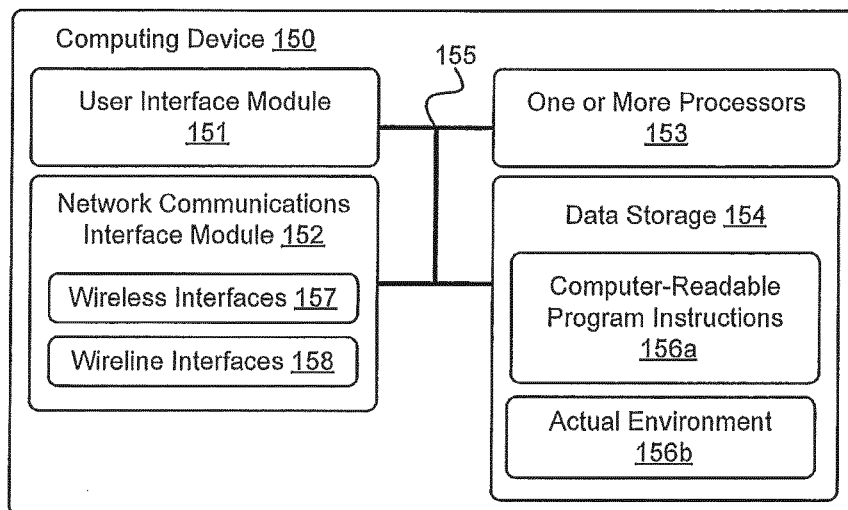 Computing Device 150
155
User Interface Module
151
One or More Processors
153
Network Communications
Interface Module 152
Wireless Interfaces 157
Wireline Interfaces 158
Data Storage 154
Computer-Readable
Program Instructions
156a
Actual Environment
156b